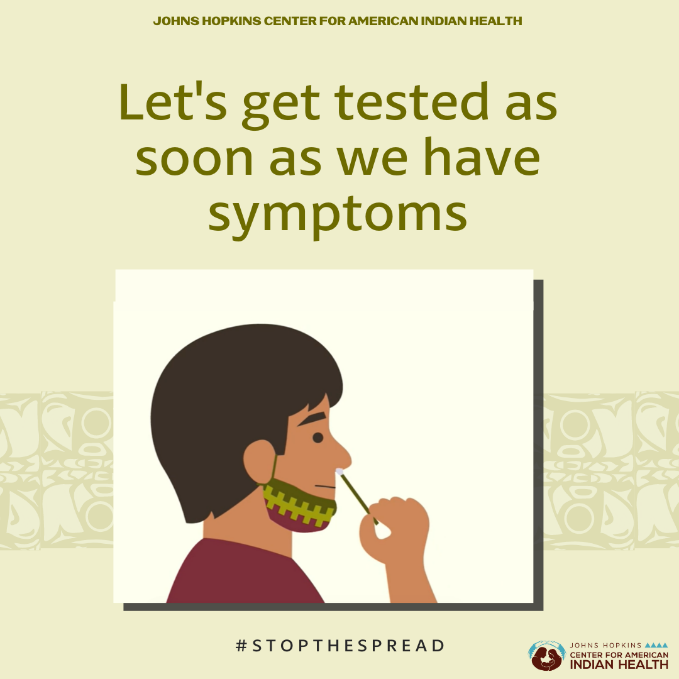 JOHNS HOPKINS CENTER FOR AMERICAN INDIAN HEALTH
Let's get tested as
soon as we have
symptoms
#STOPTHESPREAD
JOHNS HOPKINS
CENTER FOR AMERICAN
INDIAN HEALTH